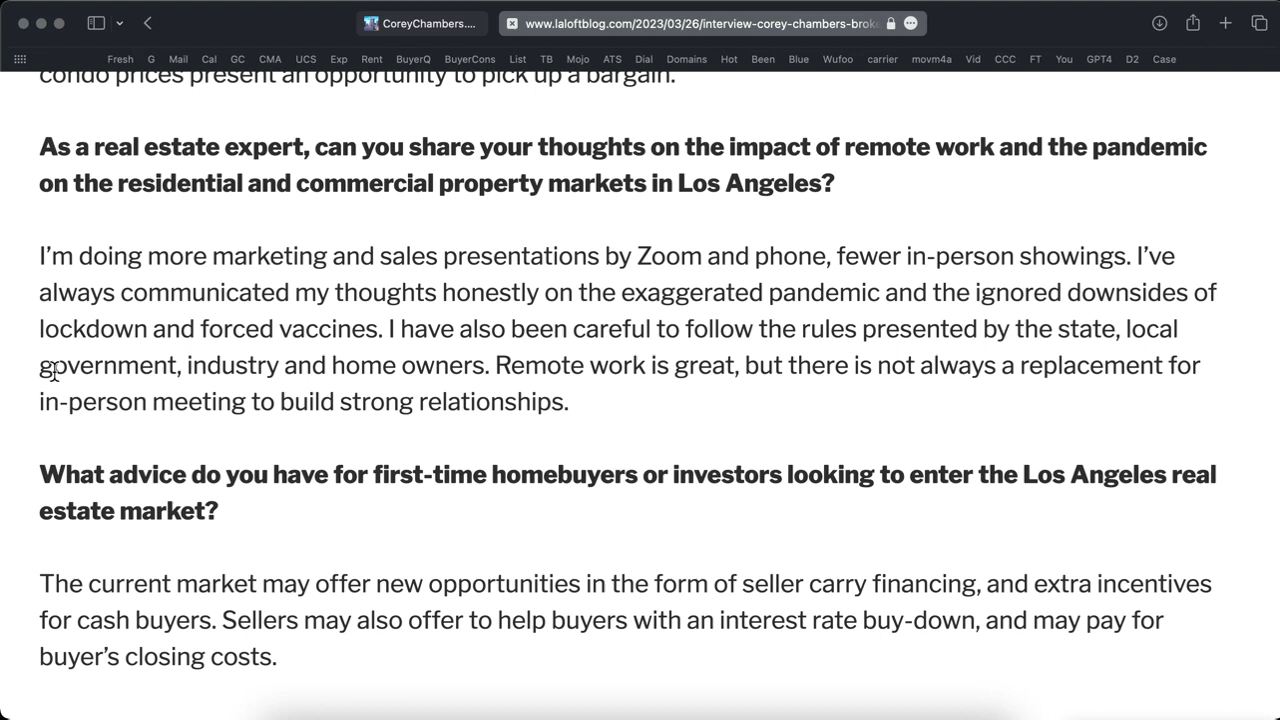 CoreyChambers....
www.laloftblog.com/2023/03/26/interview-corey-chambers-broke
Fresh G Mail Cal GC CMA UCS Exp Rent BuyerQ BuyerCons List TB Mojo ATS Dial Domains Hot Been Blue Wufoo carrier movm4a Vid CCC FT You GPT4 D2 Case
condo prices present an opportunity to pick up a bargain.
As a real estate expert, can you share your thoughts on the impact of remote work and the pandemic
on the residential and commercial property markets in Los Angeles?
I’m doing more marketing and sales presentations by Zoom and phone, fewer in-person showings. I’ve
always communicated my thoughts honestly on the exaggerated pandemic and the ignored downsides of
lockdown and forced vaccines. I have also been careful to follow the rules presented by the state, local
government, industry and home owners. Remote work is great, but there is not always a replacement for
in-person meeting to build strong relationships.
What advice do you have for first-time homebuyers or investors looking to enter the Los Angeles real
estate market?
The current market may offer new opportunities in the form of seller carry financing, and extra incentives
for cash buyers. Sellers may also offer to help buyers with an interest rate buy-down, and may pay for
buyer’s closing costs.